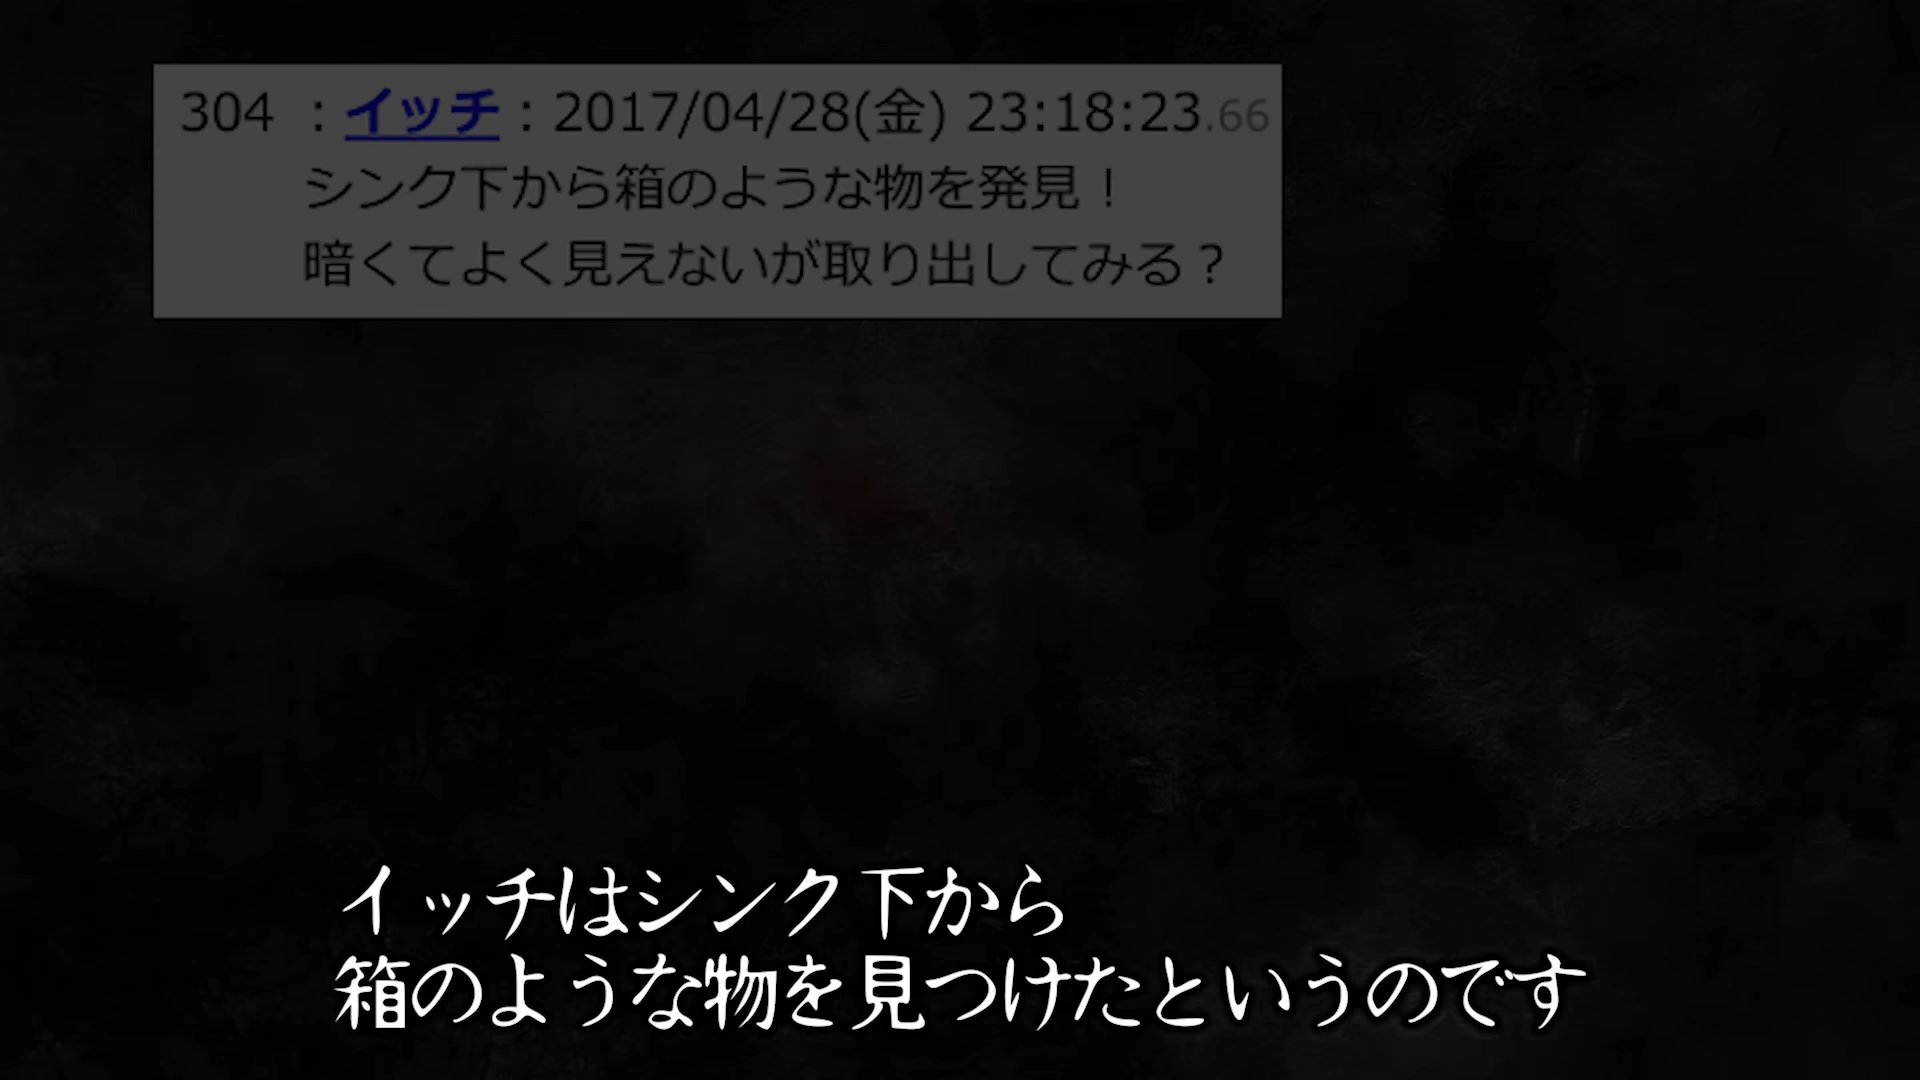 304 ：イッチ：2017/04/28(金) 23:18:23.66
シンク下から箱のような物を発見！
暗くてよく見えないが取り出してみる？
イッチはシンク下から
箱のような物を見つけたというのです